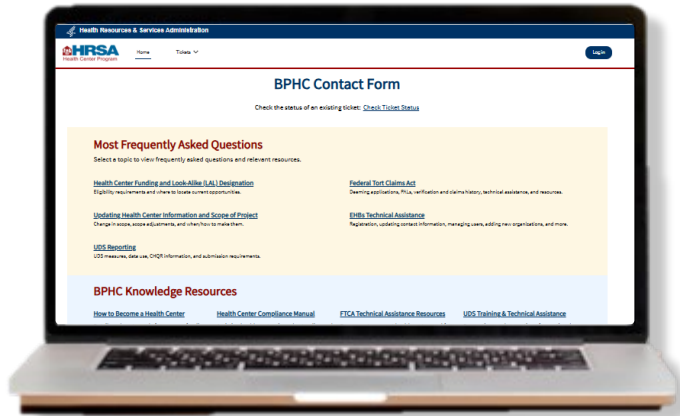 Health Resources & Services Administration
HRSA
Health Center Program
Home
Tickets
Log in
BPHC Contact Form
Check the status of an existing ticket: Check Ticket Status
Most Frequently Asked Questions
Select a topic to view frequently asked questions and relevant resources.
Health Center Funding and Look-Alike (LAL) Designation
Eligibility requirements and where to locate current opportunities.
Federal Tort Claims Act
Deeming applications, PALs, verification and claims history, technical assistance, and resources.
Updating Health Center Information and Scope of Project
Change in scope, scope adjustments, and when/how to make them.
EHBs Technical Assistance
Registration, updating contact information, managing users, adding new organizations, and more.
UDS Reporting
UDS measures, data use, CHQR information, and submission requirements.
BPHC Knowledge Resources
How to Become a Health Center
Health Center Compliance Manual
FTCA Technical Assistance Resources
UDS Training & Technical Assistance